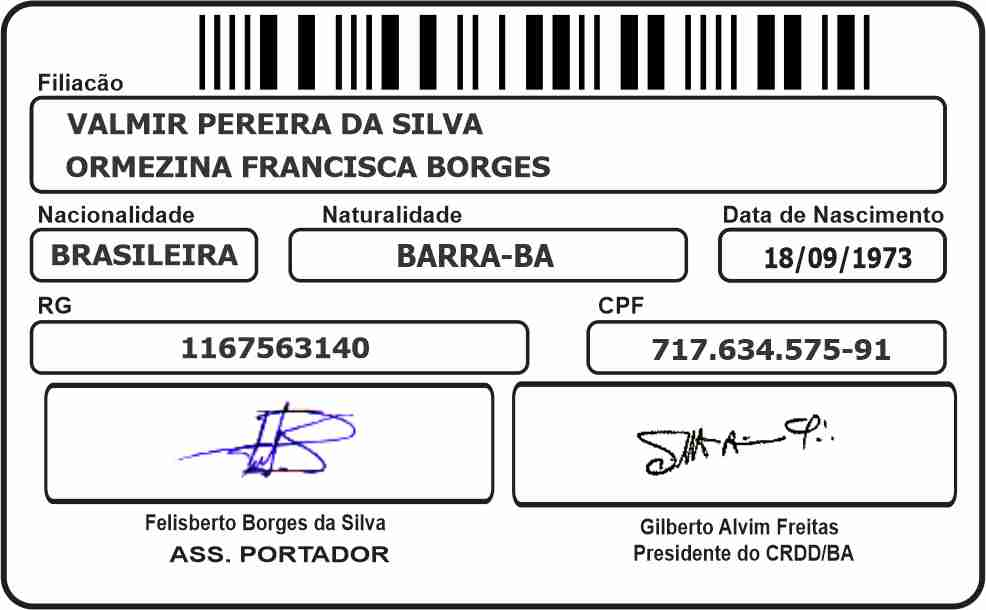 Filiacão
VALMIR PEREIRA DA SILVA
ORMEZINA FRANCISCA BORGES
Nacionalidade Naturalidade Data de Nascimento
BRASILEIRA BARRA-BA 18/09/1973
RG CPF
1167563140 717.634.575-91
Felisberto Borges da Silva Gilberto Alvim Freitas
ASS. PORTADOR Presidente do CRDD/BA